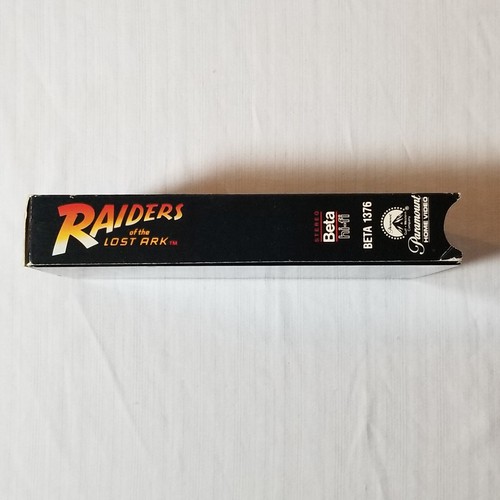 RAIDERS
of the
LOST ARK TM
STEREO
Beta
hi-fi
BETA 1376
Paramount
HOME VIDEO